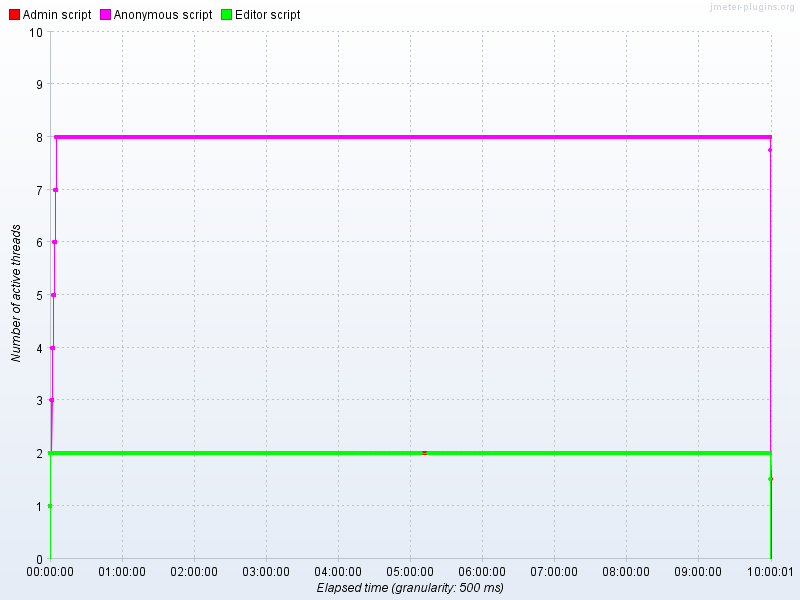 Admin script Anonymous script Editor script
jmeter-plugins.org
10
9
8
7
6
5
4
3
2
1
0
Number of active threads
00:00:00 01:00:00 02:00:00 03:00:00 04:00:00 05:00:00 06:00:00 07:00:00 08:00:00 09:00:00 10:00:01
Elapsed time (granularity: 500 ms)